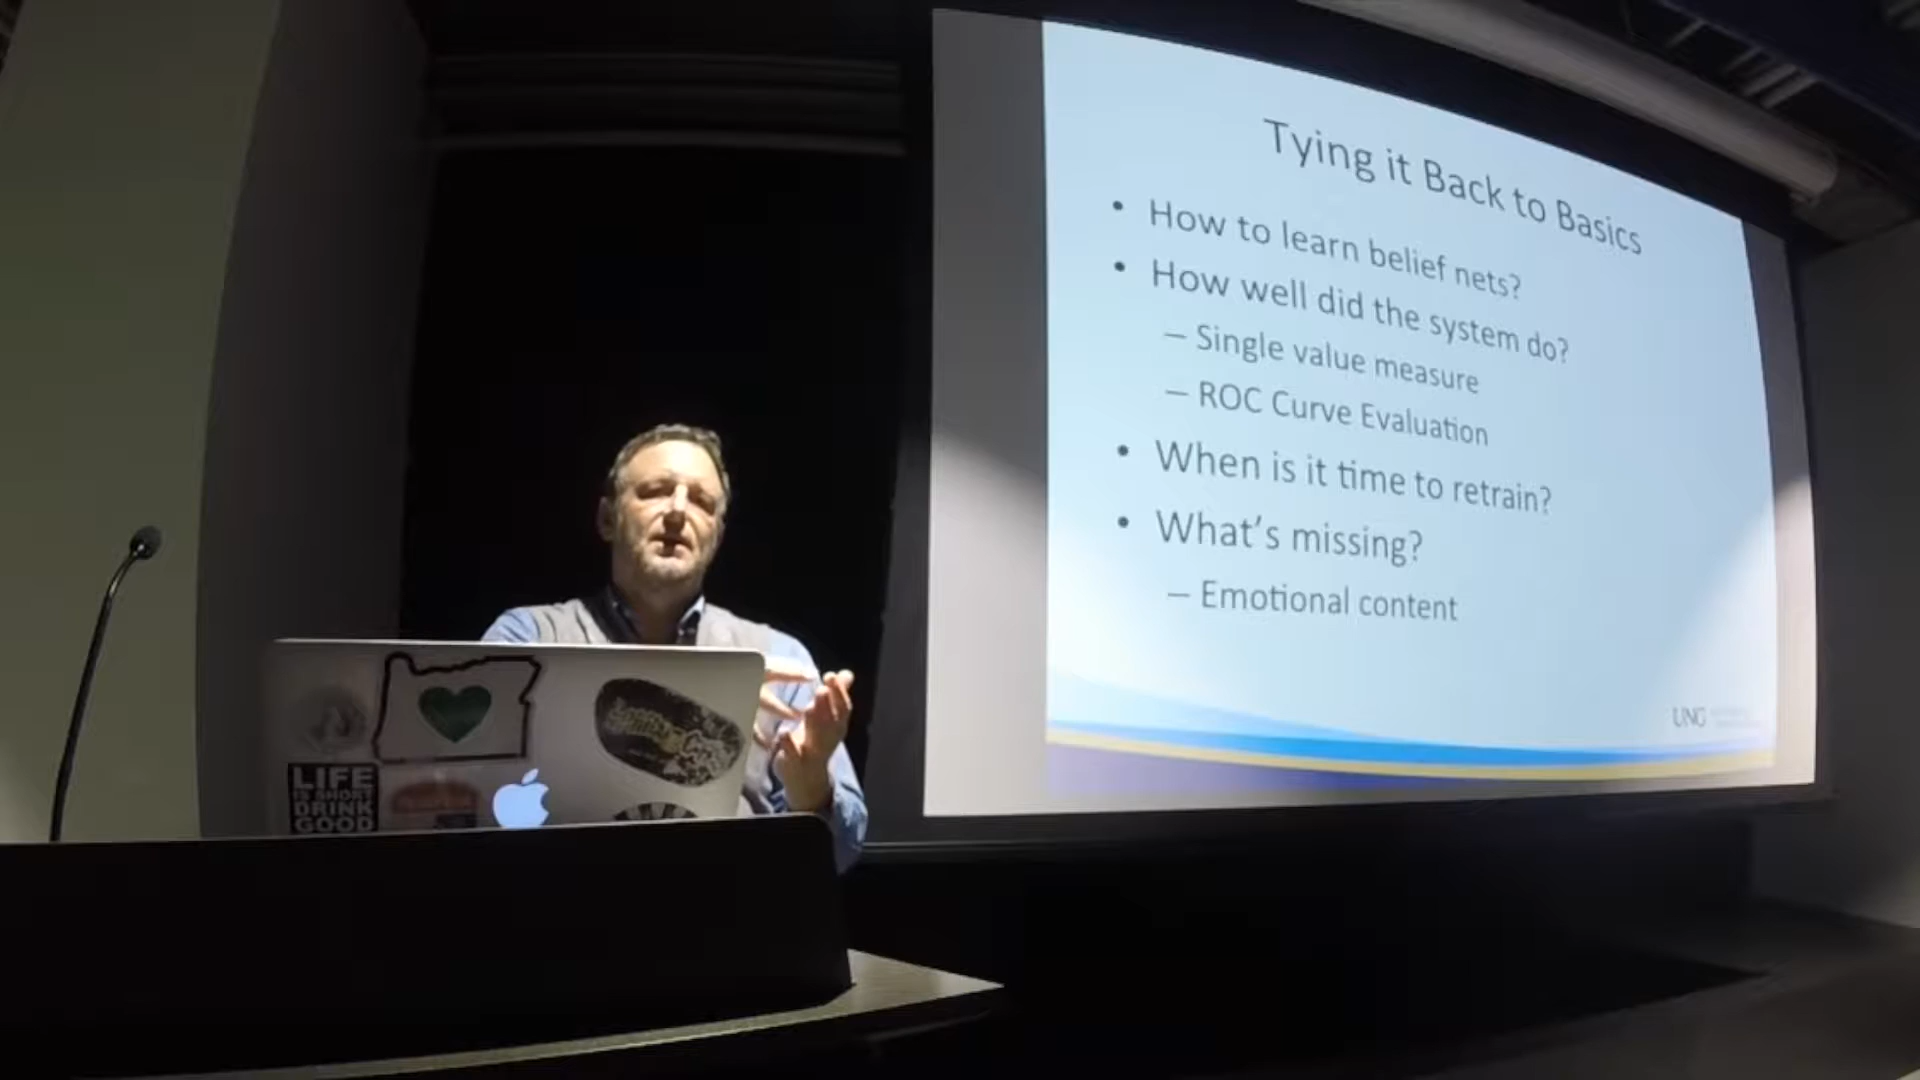 Tying it Back to Basics
• How to learn belief nets?
• How well did the system do?
– Single value measure
– ROC Curve Evaluation
• When is it time to retrain?
• What's missing?
– Emotional content
UNG
LIFE
IS SHORT
DRINK
GOOD